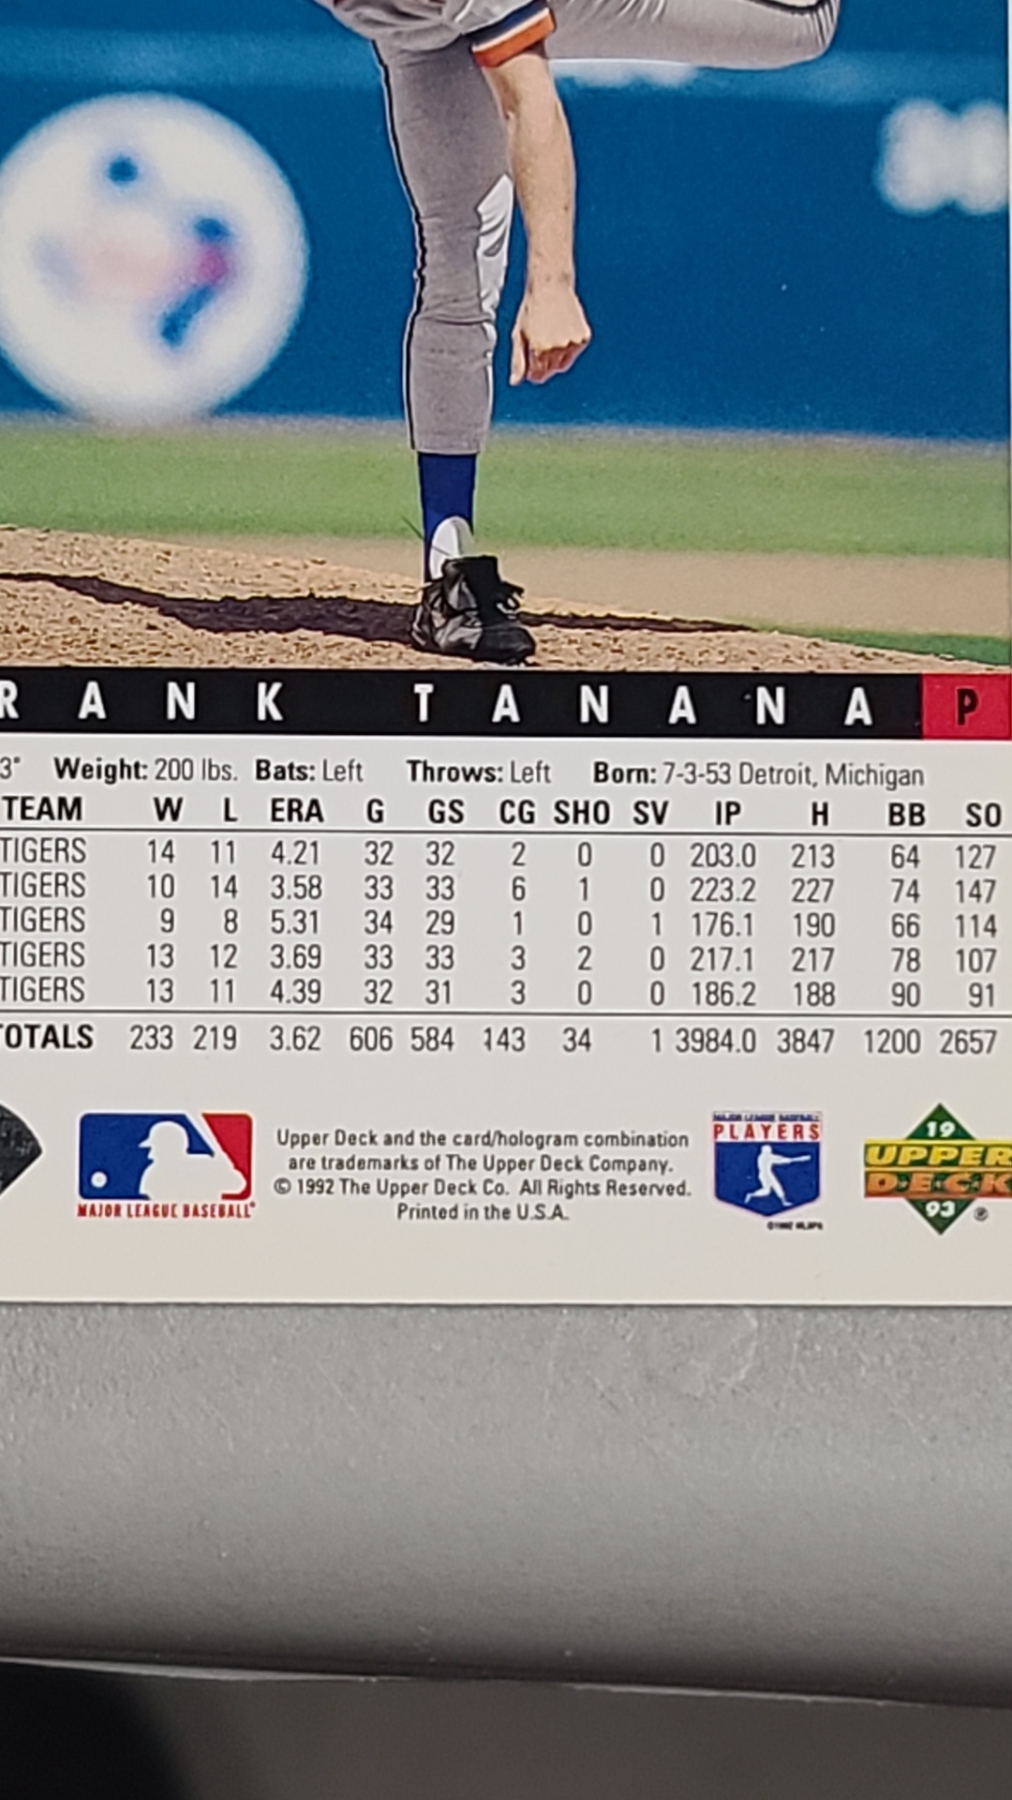 RANK TANANA P
3" Weight: 200 lbs. Bats: Left Throws: Left Born: 7-3-53 Detroit, Michigan
TEAM W L ERA G GS CG SHO SV IP H BB SO
TIGERS 14 11 4.21 32 32 2 0 0 203.0 213 64 127
TIGERS 10 14 3.58 33 33 6 1 0 223.2 227 74 147
TIGERS 9 8 5.31 34 29 1 0 1 176.1 190 66 114
TIGERS 13 12 3.69 33 33 3 2 0 217.1 217 78 107
TIGERS 13 11 4.39 32 31 3 0 0 186.2 188 90 91
OTALS 233 219 3.62 606 584 143 34 1 3984.0 3847 1200 2657
MAJOR LEAGUE BASEBALL
Upper Deck and the card/hologram combination
are trademarks of The Upper Deck Company.
© 1992 The Upper Deck Co. All Rights Reserved.
Printed in the U.S.A.
MAJOR LEAGUE BASEBALL
PLAYERS
19
UPPER
DECK
93 ®